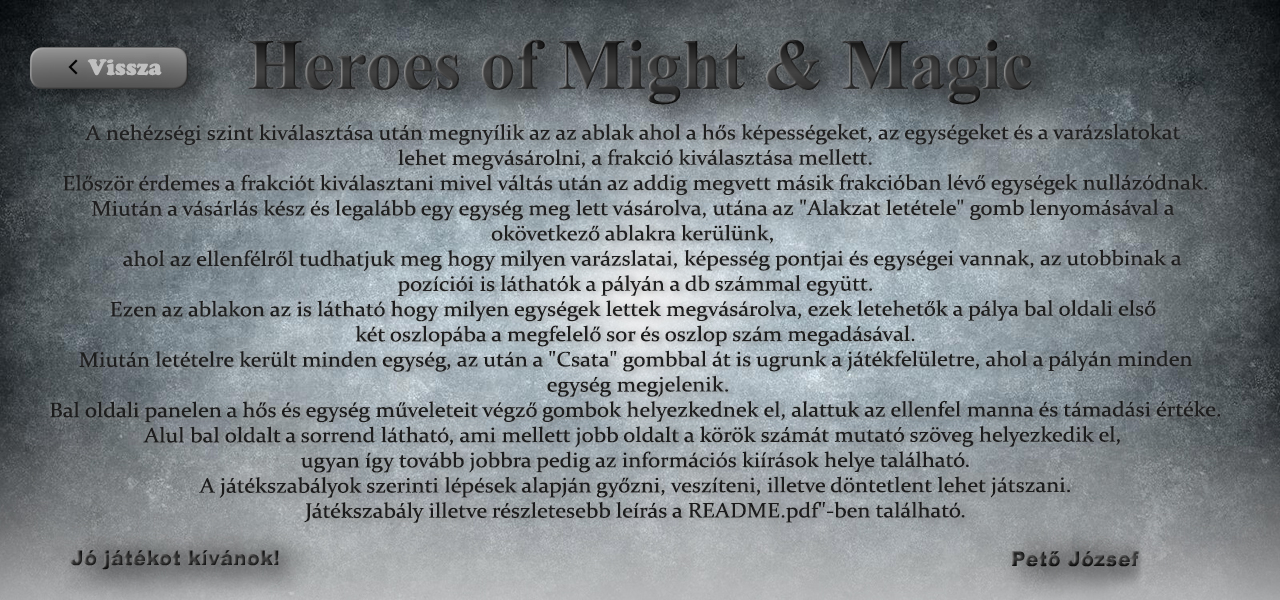 Vissza
Heroes of Might & Magic
A nehézségi szint kiválasztása után megnyílik az az ablak ahol a hős képességeket, az egységeket és a varázslatokat
lehet megvásárolni, a frakció kiválasztása mellett.
Először érdemes a frakciót kiválasztani mivel váltás után az addig megvett másik frakcióban lévő egységek nullázódnak.
Miután a vásárlás kész és legalább egy egység meg lett vásárolva, utána az "Alakzat letétele" gomb lenyomásával a
okövetkező ablakra kerülünk,
ahol az ellenfélről tudhatjuk meg hogy milyen varázslatai, képesség pontjai és egységei vannak, az utobbinak a
pozíciói is láthatók a pályán a db számmal együtt.
Ezen az ablakon az is látható hogy milyen egységek lettek megvásárolva, ezek letehetők a pálya bal oldali első
két oszlopába a megfelelő sor és oszlop szám megadásával.
Miután letételre került minden egység, az után a "Csata" gombbal át is ugrunk a játékfelületre, ahol a pályán minden
egység megjelenik.
Bal oldali panelen a hős és egység műveleteit végző gombok helyezkednek el, alattuk az ellenfel manna és támadási értéke.
Alul bal oldalt a sorrend látható, ami mellett jobb oldalt a körök számát mutató szöveg helyezkedik el,
ugyan így tovább jobbra pedig az információs kiírások helye található.
A játékszabályok szerinti lépések alapján győzni, veszíteni, illetve döntetlent lehet játszani.
Játékszabály illetve részletesebb leírás a README.pdf"-ben található.
Jó játékot kívánok!
Pető József